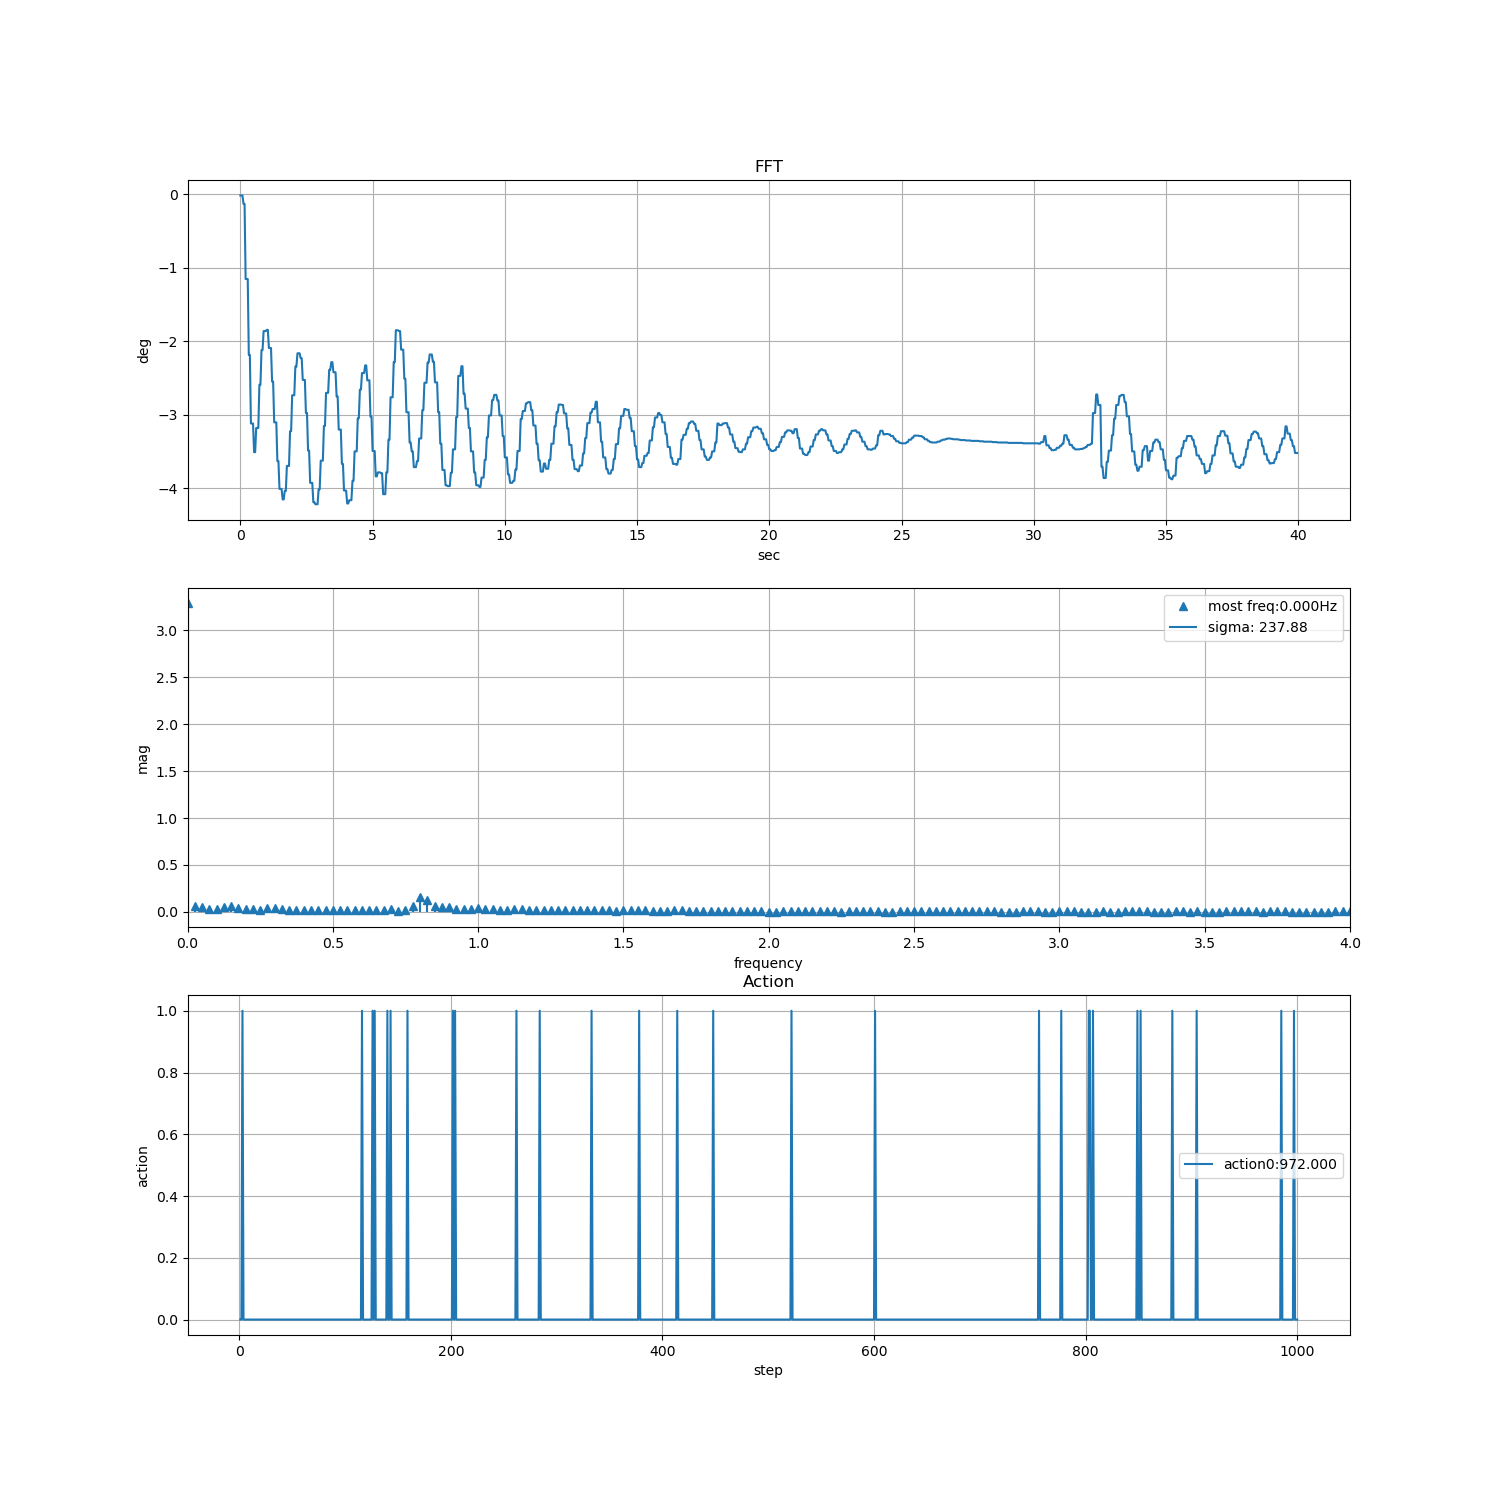 FFT
0
−1
−2
−3
−4
deg
0 5 10 15 20 25 30 35 40
sec
most freq:0.000Hz
sigma: 237.88
3.0
2.5
2.0
1.5
1.0
0.5
0.0
mag
0.0 0.5 1.0 1.5 2.0 2.5 3.0 3.5 4.0
frequency
Action
1.0
0.8
0.6
0.4
0.2
0.0
action
action0:972.000
0 200 400 600 800 1000
step